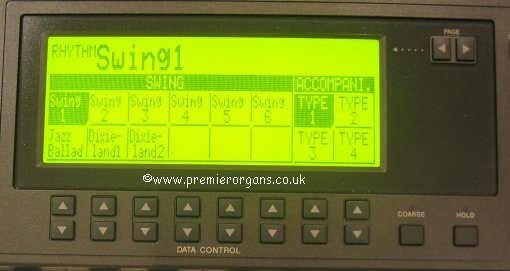 PAGE
RHYTHM Swing1
SWING ACCOMPANI.
Swing 1 Swing 2 Swing 3 Swing 4 Swing 5 Swing 6 TYPE 1 TYPE 2
Jazz Ballad Dixie-land1 Dixie-land2 TYPE 3 TYPE 4
©www.premierorgans.co.uk
COARSE HOLD
DATA CONTROL